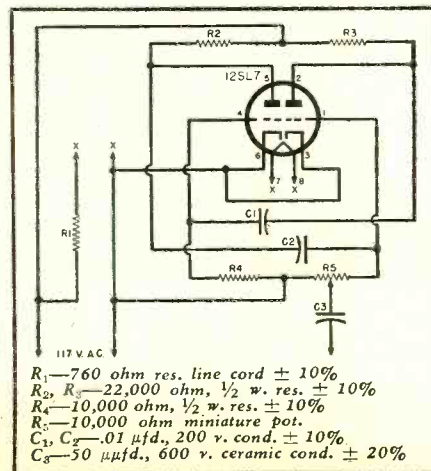 R2
R3
12SL7
5
2
4
1
6
3
7
8
X
X
X
X
C1
C2
R1
R4
R5
C3
117 V. A.C.
R₁—760 ohm res. line cord ± 10%
R₂, R₃—22,000 ohm, ½ w. res. ± 10%
R₄—10,000 ohm, ½ w. res. ± 10%
R₅—10,000 ohm miniature pot.
C₁, C₂—.01 µfd., 200 v. cond. ± 10%
C₃—50 µµfd., 600 v. ceramic cond. ± 20%